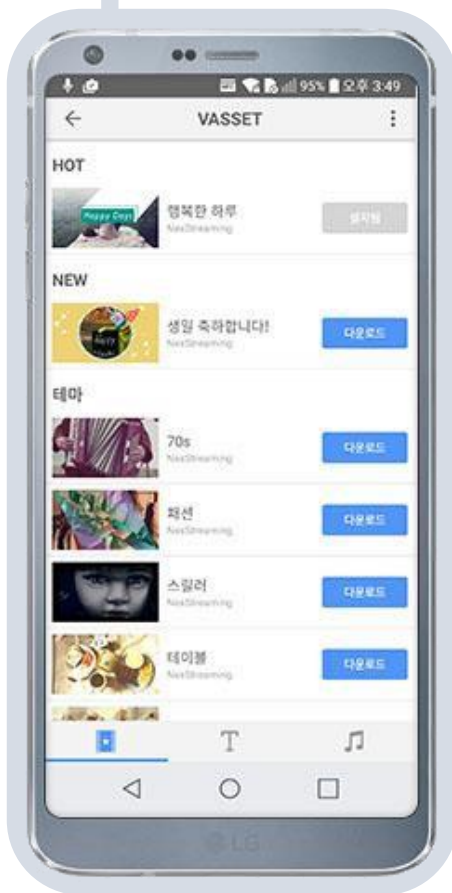 95% 오후 3:49
VASSET
HOT
Happy Days
행복한 하루
NexStreaming
설치됨
NEW
생일 축하합니다!
NexStreaming
다운로드
테마
70s
NexStreaming
다운로드
패션
NexStreaming
다운로드
스릴러
NexStreaming
다운로드
테이블
NexStreaming
다운로드
T
LG